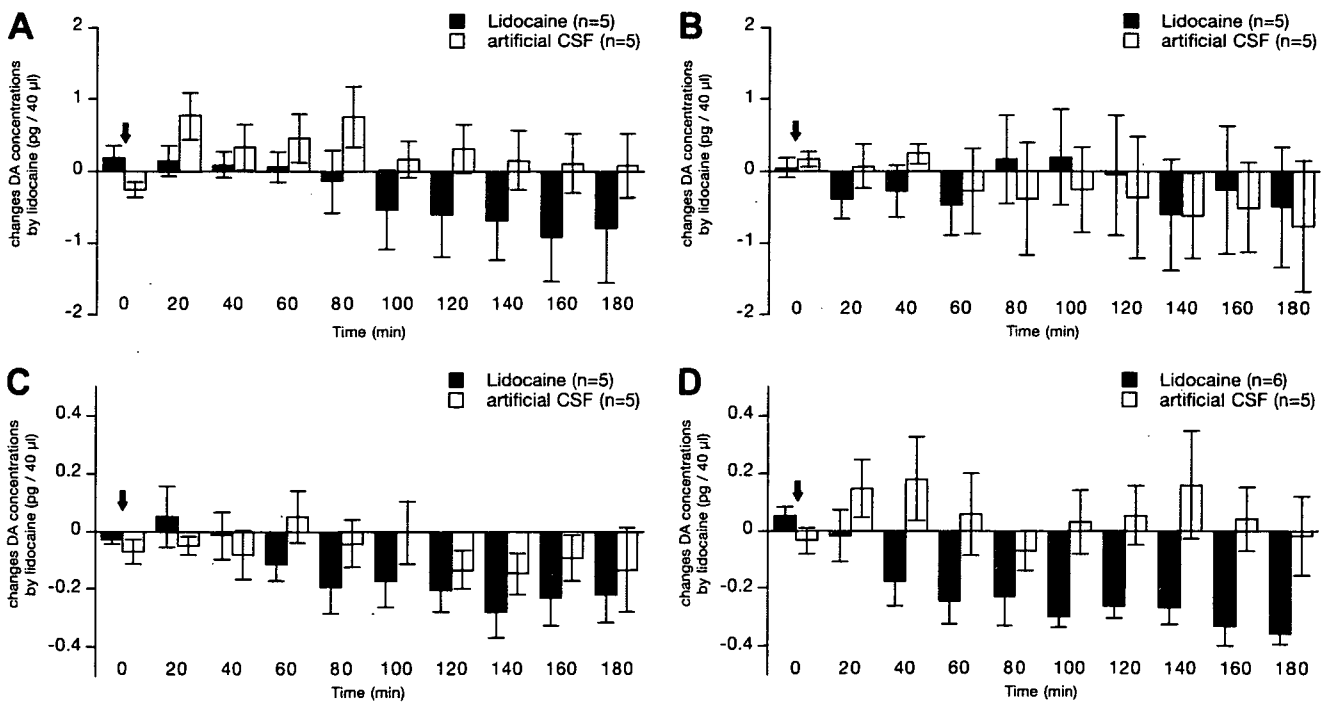 A
Lidocaine (n=5)
artificial CSF (n=5)
changes DA concentrations
by lidocaine (pg / 40 µl)
2
1
0
-1
-2
0 20 40 60 80 100 120 140 160 180
Time (min)
B
Lidocaine (n=5)
artificial CSF (n=5)
changes DA concentrations
by lidocaine (pg / 40 µl)
2
1
0
-1
-2
0 20 40 60 80 100 120 140 160 180
Time (min)
C
Lidocaine (n=5)
artificial CSF (n=5)
changes DA concentrations
by lidocaine (pg / 40 µl)
0.4
0.2
0
-0.2
-0.4
0 20 40 60 80 100 120 140 160 180
Time (min)
D
Lidocaine (n=6)
artificial CSF (n=5)
changes DA concentrations
by lidocaine (pg / 40 µl)
0.4
0.2
0
-0.2
-0.4
0 20 40 60 80 100 120 140 160 180
Time (min)